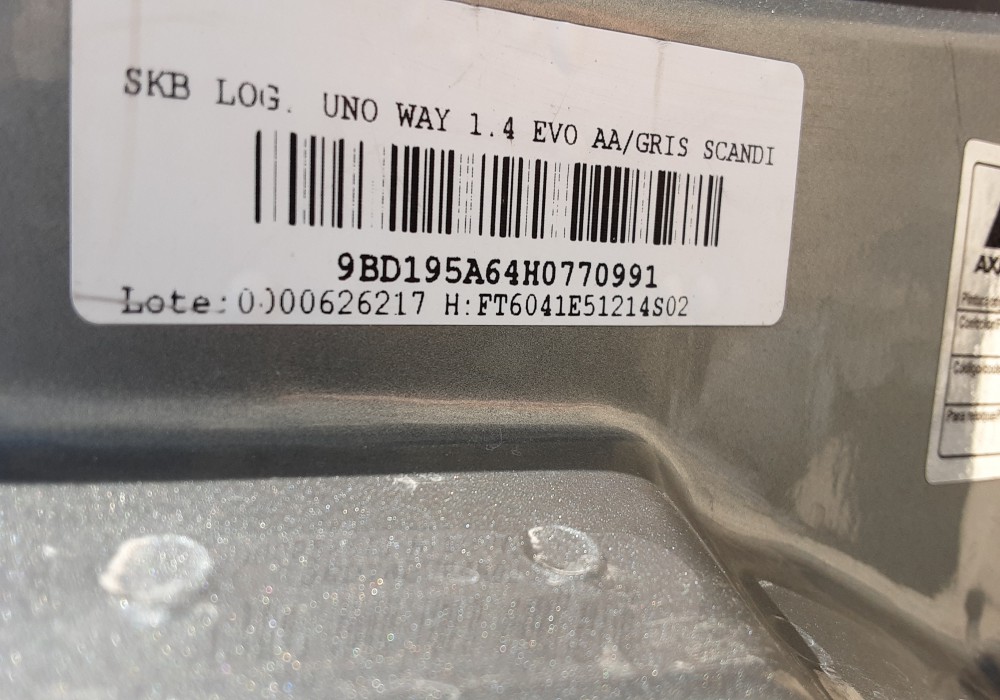 SKB LOG. UNO WAY 1.4 EVO AA/GRIS SCANDI
9BD195A64H0770991
Lote:0000626217 H:FT6041E51214S02